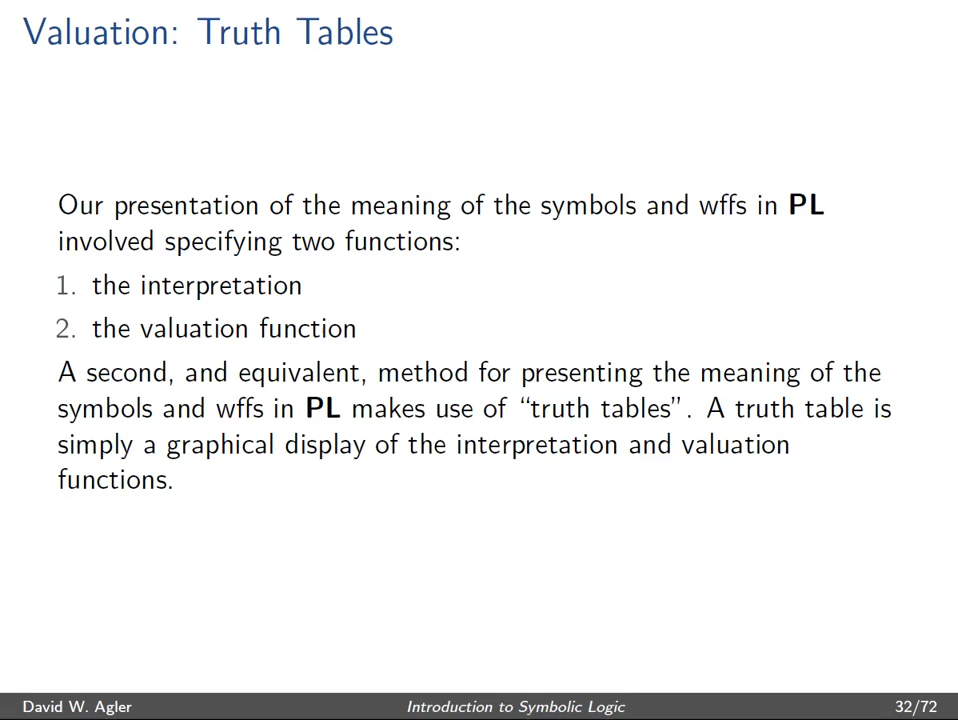 Valuation: Truth Tables
Our presentation of the meaning of the symbols and wffs in PL
involved specifying two functions:
1. the interpretation
2. the valuation function
A second, and equivalent, method for presenting the meaning of the
symbols and wffs in PL makes use of “truth tables”. A truth table is
simply a graphical display of the interpretation and valuation
functions.
David W. Agler Introduction to Symbolic Logic 32/72